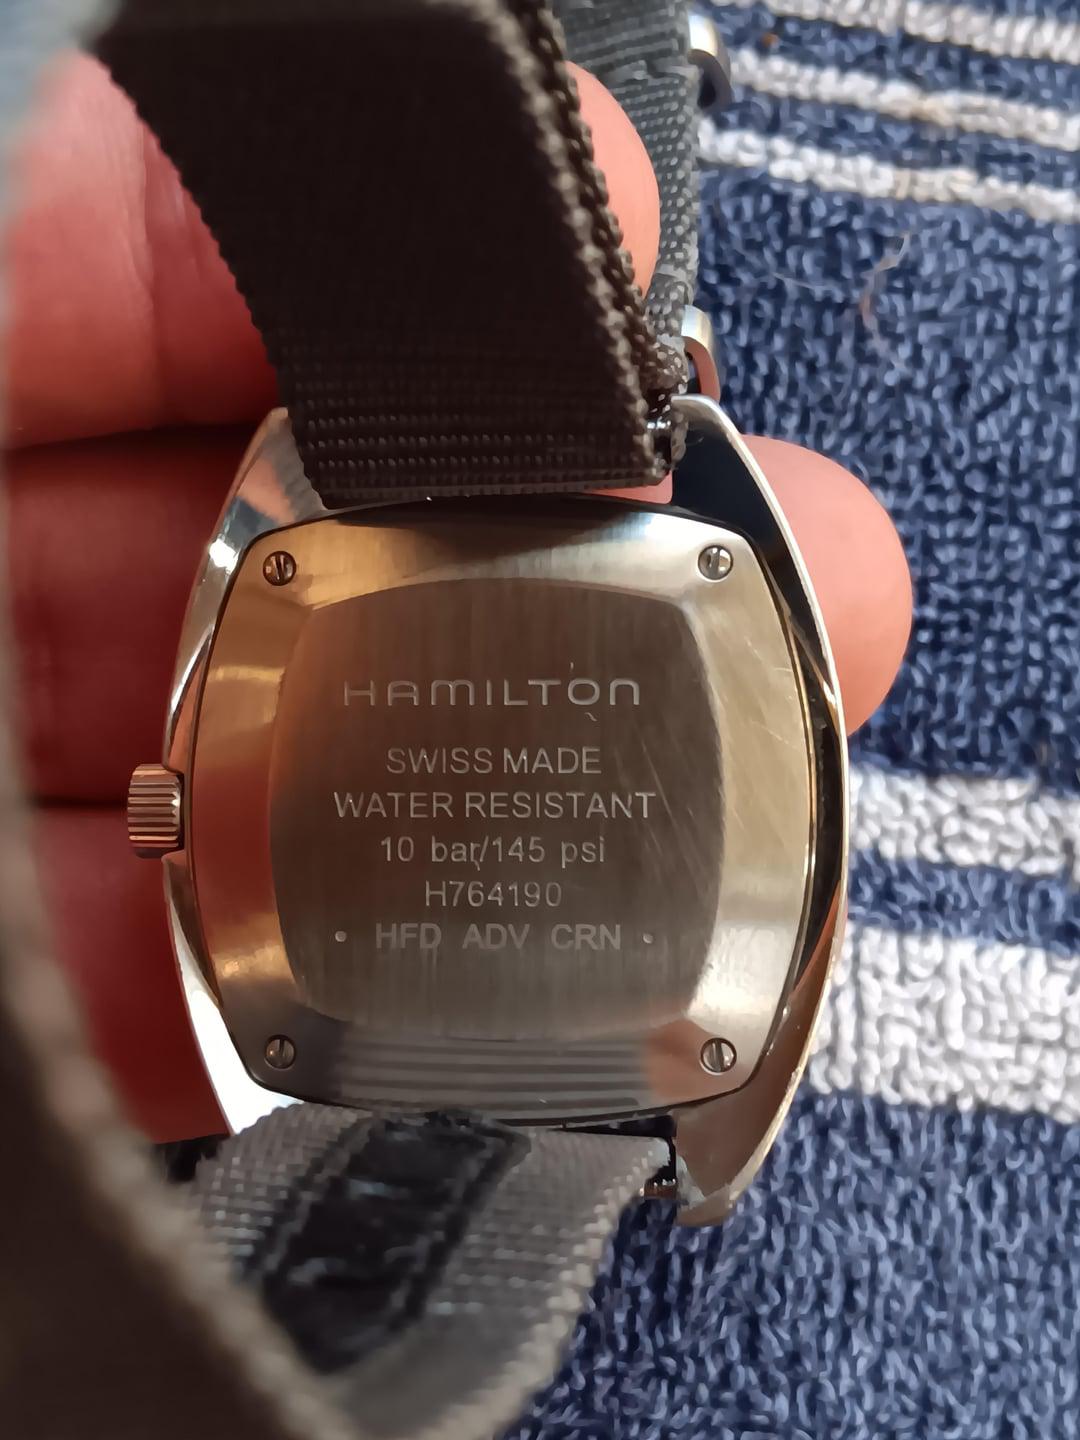 HAMILTON
SWISS MADE
WATER RESISTANT
10 bar/145 psi
H764190
• HFD ADV CRN •